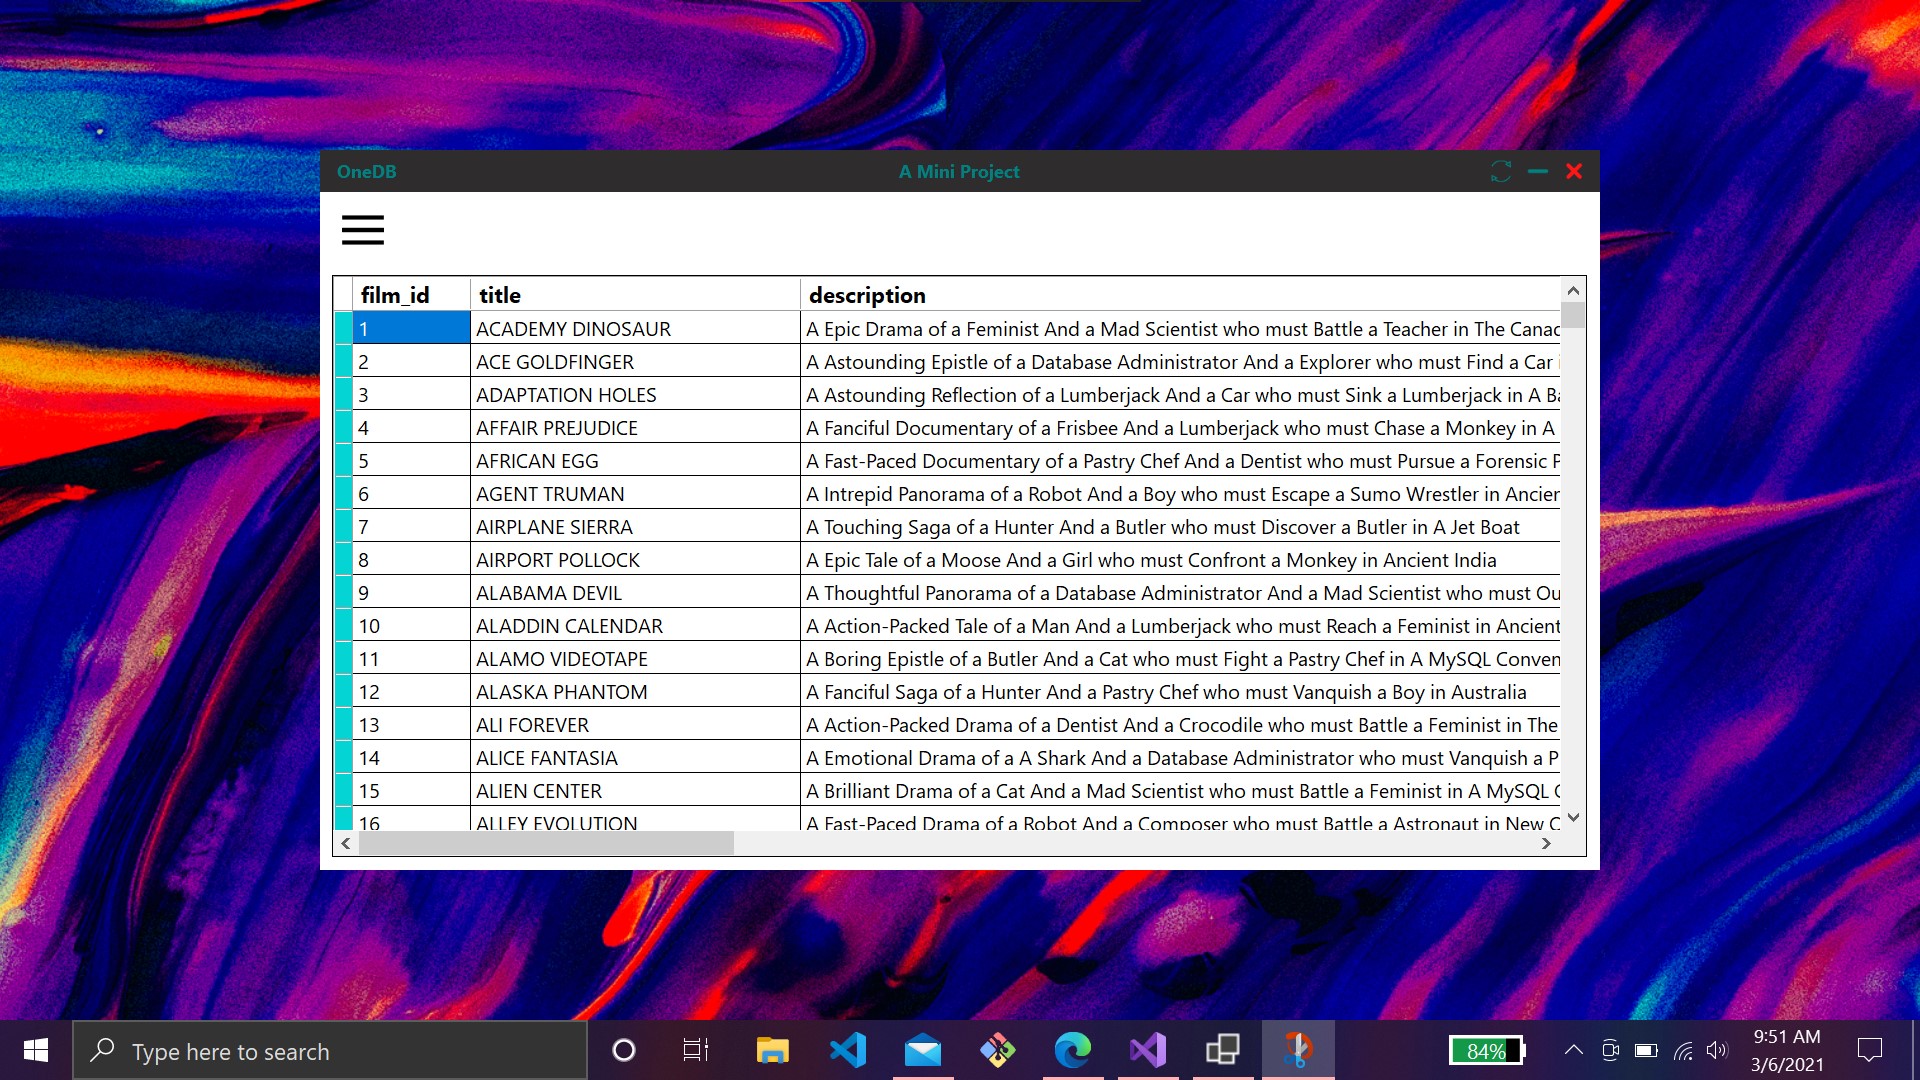 OneDB A Mini Project
film_id title description
1 ACADEMY DINOSAUR A Epic Drama of a Feminist And a Mad Scientist who must Battle a Teacher in The
2 ACE GOLDFINGER A Astounding Epistle of a Database Administrator And a Explorer who must Find a Car
3 ADAPTATION HOLES A Astounding Reflection of a Lumberjack And a Car who must Sink a Lumberjack in A
4 AFFAIR PREJUDICE A Fanciful Documentary of a Frisbee And a Lumberjack who must Chase a Monkey in A
5 AFRICAN EGG A Fast-Paced Documentary of a Pastry Chef And a Dentist who must Pursue a Forensic
6 AGENT TRUMAN A Intrepid Panorama of a Robot And a Boy who must Escape a Sumo Wrestler in
7 AIRPLANE SIERRA A Touching Saga of a Hunter And a Butler who must Discover a Butler in A Jet Boat
8 AIRPORT POLLOCK A Epic Tale of a Moose And a Girl who must Confront a Monkey in Ancient India
9 ALABAMA DEVIL A Thoughtful Panorama of a Database Administrator And a Mad Scientist who must
10 ALADDIN CALENDAR A Action-Packed Tale of a Man And a Lumberjack who must Reach a Feminist in Ancient
11 ALAMO VIDEOTAPE A Boring Epistle of a Butler And a Cat who must Fight a Pastry Chef in A MySQL
12 ALASKA PHANTOM A Fanciful Saga of a Hunter And a Pastry Chef who must Vanquish a Boy in Australia
13 ALI FOREVER A Action-Packed Drama of a Dentist And a Crocodile who must Battle a Feminist in The
14 ALICE FANTASIA A Emotional Drama of a A Shark And a Database Administrator who must Vanquish a
15 ALIEN CENTER A Brilliant Drama of a Cat And a Mad Scientist who must Battle a Feminist in A MySQL
16 ALLEY EVOLUTION A Fast-Paced Drama of a Robot And a Composer who must Battle a Astronaut in New
Type here to search
84%
9:51 AM
3/6/2021